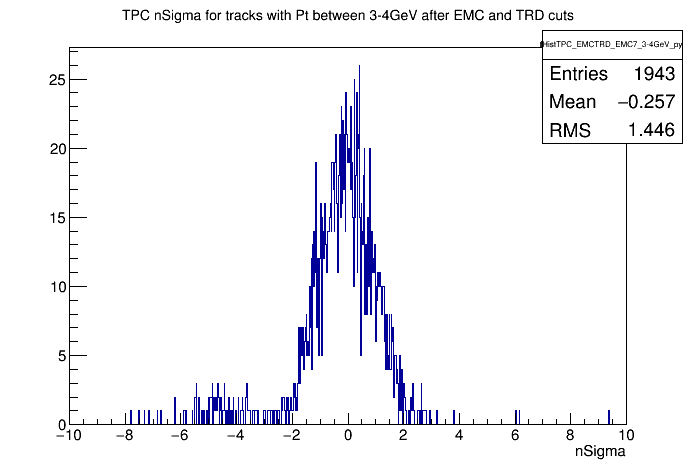 TPC nSigma for tracks with Pt between 3-4GeV after EMC and TRD cuts
HistTPC_EMCTRD_EMC7_3-4GeV_py
Entries 1943
Mean −0.257
RMS 1.446
25
20
15
10
5
0
−10 −8 −6 −4 −2 0 2 4 6 8 10
nSigma